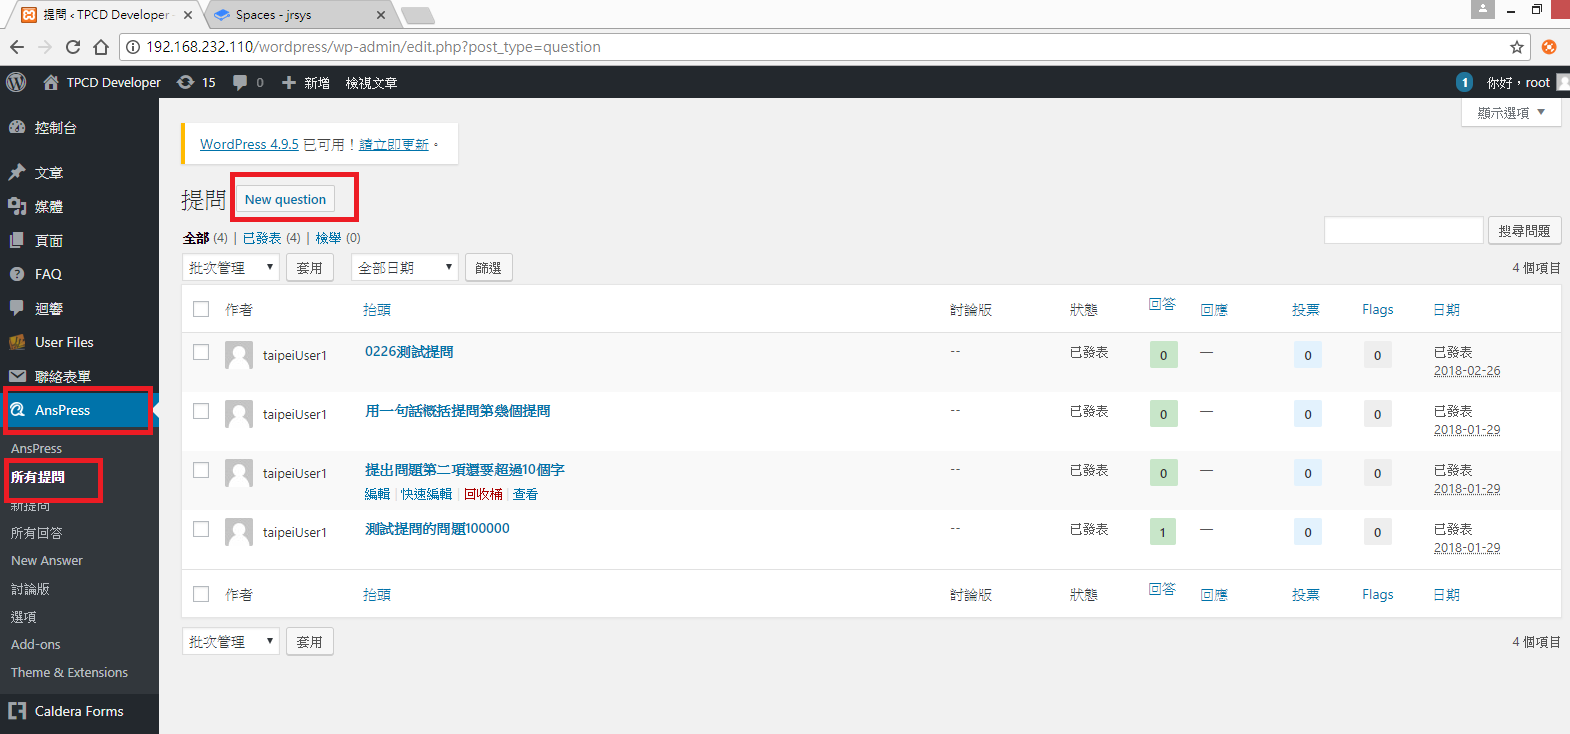 提問 ‹ TPCD Developer
Spaces - jrsys
192.168.232.110/wordpress/wp-admin/edit.php?post_type=question
TPCD Developer 15 0 新增 檢視文章 1 你好，root
顯示選項
控制台
文章
媒體
頁面
FAQ
迴響
User Files
聯絡表單
AnsPress
AnsPress
所有提問
新提問
所有回答
New Answer
討論版
選項
Add-ons
Theme & Extensions
Caldera Forms
WordPress 4.9.5 已可用！請立即更新。
提問 New question
全部 (4) | 已發表 (4) | 檢舉 (0)
搜尋問題
批次管理 套用 全部日期 篩選 4 個項目
作者 抬頭 討論版 狀態 回答 回應 投票 Flags 日期
taipeiUser1 0226測試提問 -- 已發表 0 — 0 0 已發表
2018-02-26
taipeiUser1 用一句話概括提問第幾個提問 -- 已發表 0 — 0 0 已發表
2018-01-29
taipeiUser1 提出問題第二項還要超過10個字 -- 已發表 0 — 0 0 已發表
編輯 | 快速編輯 | 回收桶 | 查看 2018-01-29
taipeiUser1 測試提問的問題100000 -- 已發表 1 — 0 0 已發表
2018-01-29
作者 抬頭 討論版 狀態 回答 回應 投票 Flags 日期
批次管理 套用 4 個項目